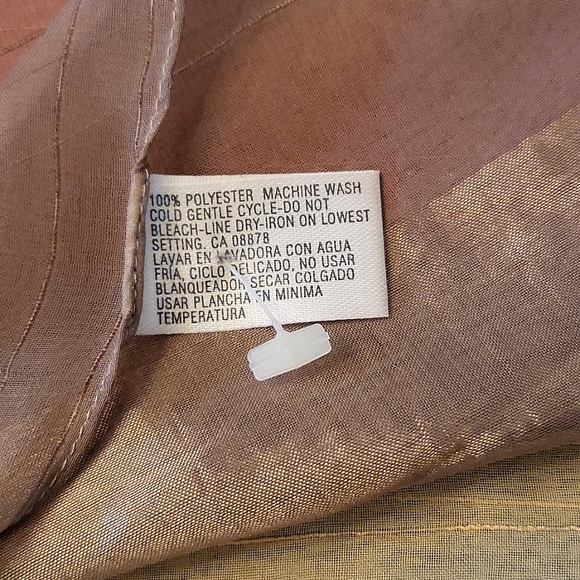 100% POLYESTER MACHINE WASH
COLD GENTLE CYCLE-DO NOT
BLEACH-LINE DRY-IRON ON LOWEST
SETTING. CA 08878
LAVAR EN LAVADORA CON AGUA
FRÍA, CICLO DELICADO, NO USAR
BLANQUEADOR SECAR COLGADO
USAR PLANCHA EN MINIMA
TEMPERATURA